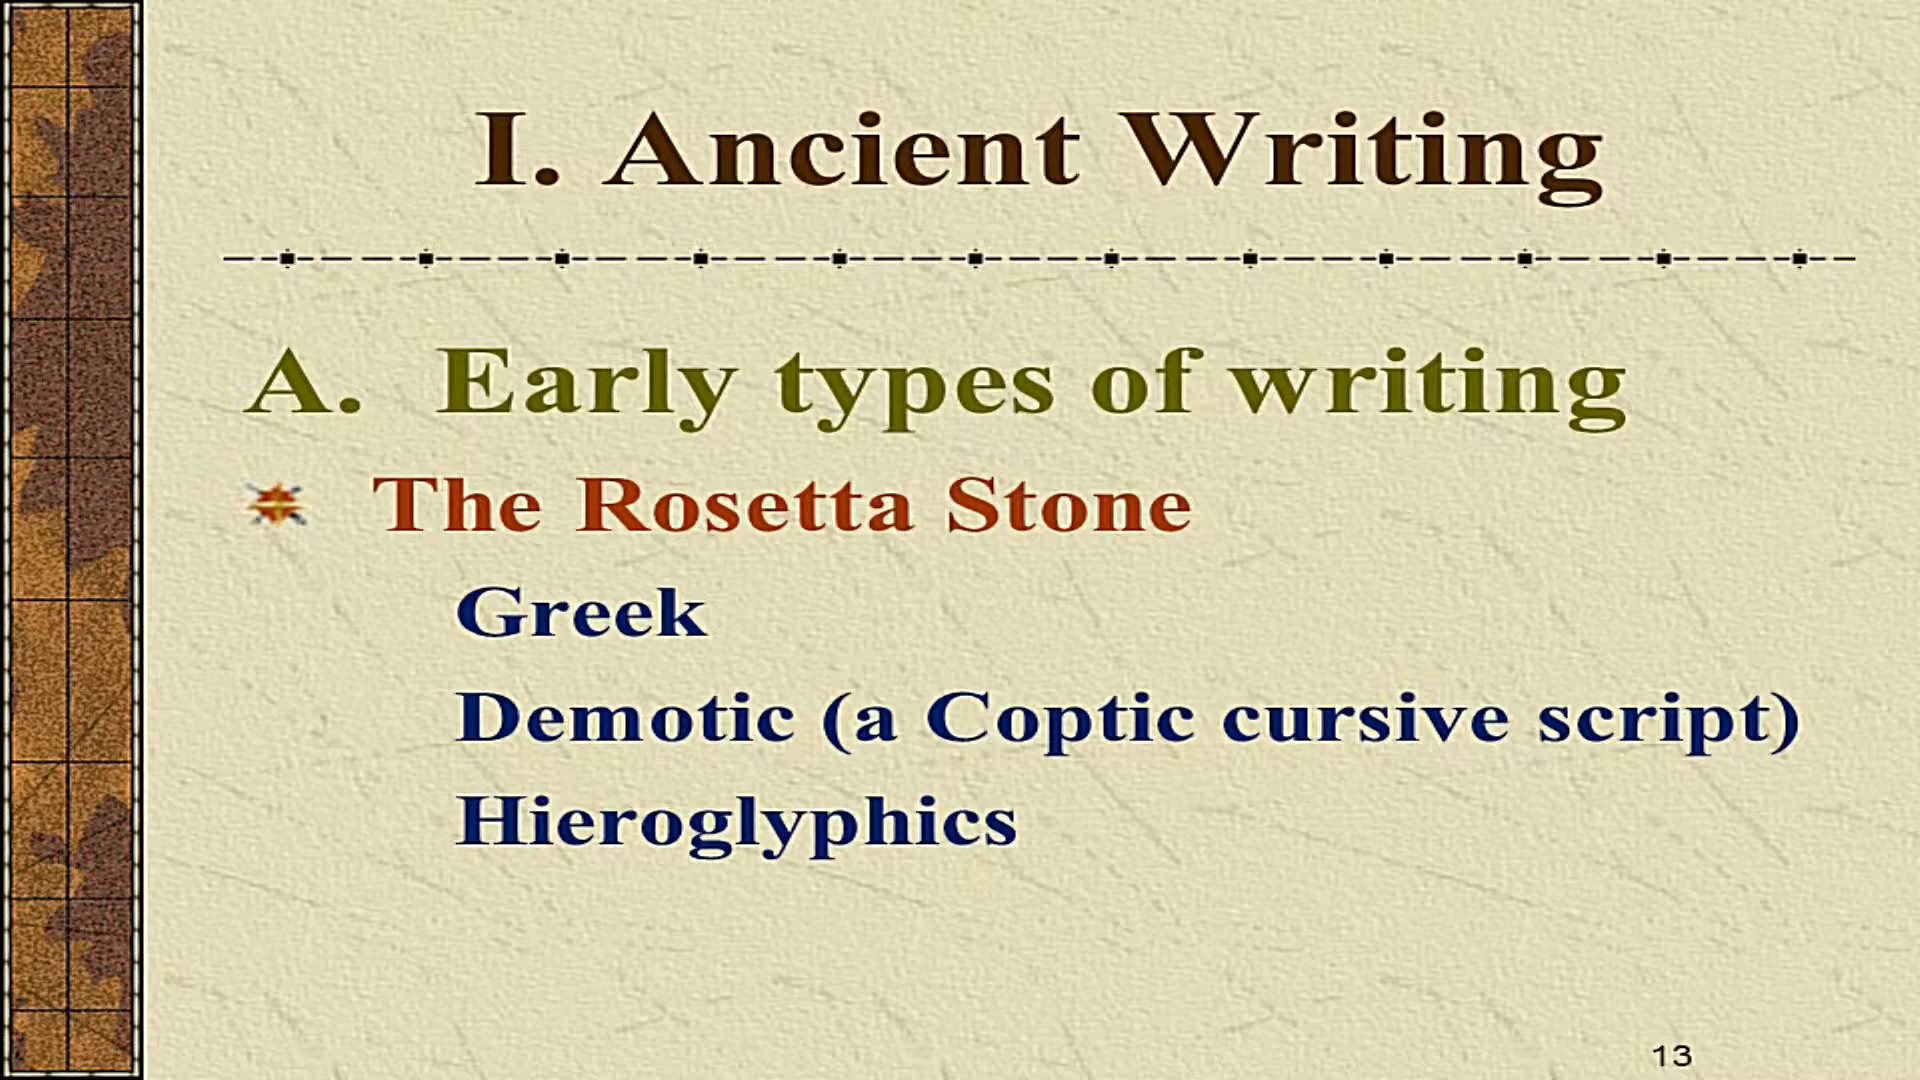 I. Ancient Writing
A. Early types of writing
The Rosetta Stone
Greek
Demotic (a Coptic cursive script)
Hieroglyphics
13